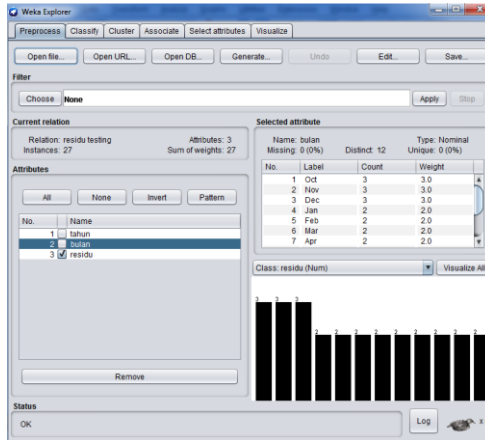 Weka Explorer
Preprocess Classify Cluster Associate Select attributes Visualize
Open file... Open URL... Open DB... Generate... Undo Edit... Save...
Filter
Choose None Apply Stop
Current relation
Relation: residu testing Attributes: 3
Instances: 27 Sum of weights: 27
Attributes
All None Invert Pattern
No. Name
1 tahun
2 bulan
3 residu
Remove
Selected attribute
Name: bulan Type: Nominal
Missing: 0 (0%) Distinct: 12 Unique: 0 (0%)
No. Label Count Weight
1 Oct 3 3.0
2 Nov 3 3.0
3 Dec 3 3.0
4 Jan 2 2.0
5 Feb 2 2.0
6 Mar 2 2.0
7 Apr 2 2.0
Class: residu (Num) Visualize All
3 3 3 2 2 2 2 2 2 2 2 2
Status
OK Log x